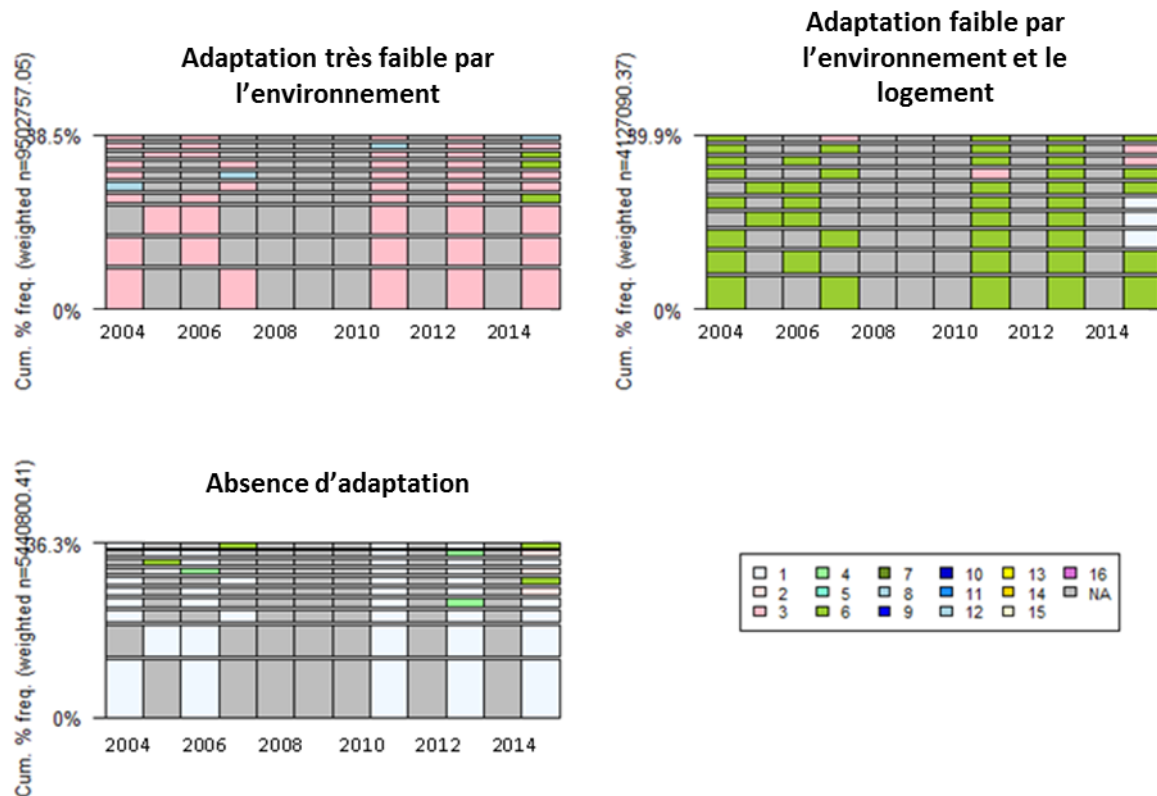 Adaptation très faible par
l'environnement
Cum. % freq. (weighted n=9502757.05)
38.5%
0%
2004 2006 2008 2010 2012 2014
Adaptation faible par
l'environnement et le
logement
Cum. % freq. (weighted n=4127090.37)
39.9%
0%
2004 2006 2008 2010 2012 2014
Absence d'adaptation
Cum. % freq. (weighted n=5440800.41)
36.3%
0%
2004 2006 2008 2010 2012 2014
1 4 7 10 13 16
2 5 8 11 14 NA
3 6 9 12 15